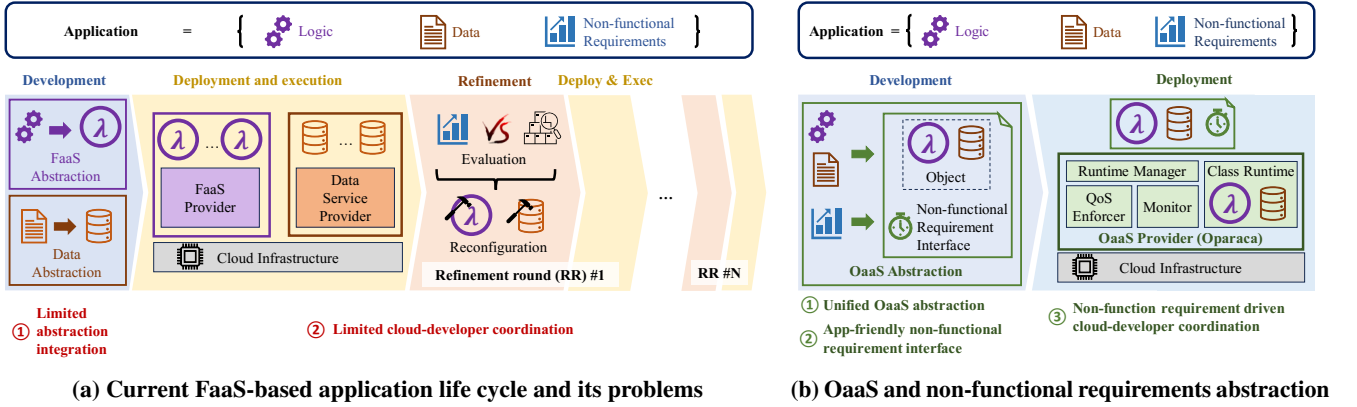 Application = { Logic Data Non-functional
Requirements }
Development
Deployment and execution
Refinement
Deploy & Exec
λ
FaaS
Abstraction
Data
Abstraction
λ ... λ
FaaS
Provider
...
Data
Service
Provider
Cloud Infrastructure
VS
Evaluation
λ
Reconfiguration
Refinement round (RR) #1
...
RR #N
① Limited
abstraction
integration
② Limited cloud-developer coordination
(a) Current FaaS-based application life cycle and its problems
Application = { Logic Data Non-functional
Requirements }
Development
Deployment
λ
Object
Non-functional
Requirement
Interface
OaaS Abstraction
λ
Runtime Manager
Class Runtime
QoS
Enforcer
Monitor
λ
OaaS Provider (Oparaca)
Cloud Infrastructure
① Unified OaaS abstraction
② App-friendly non-functional
requirement interface
③ Non-function requirement driven
cloud-developer coordination
(b) OaaS and non-functional requirements abstraction